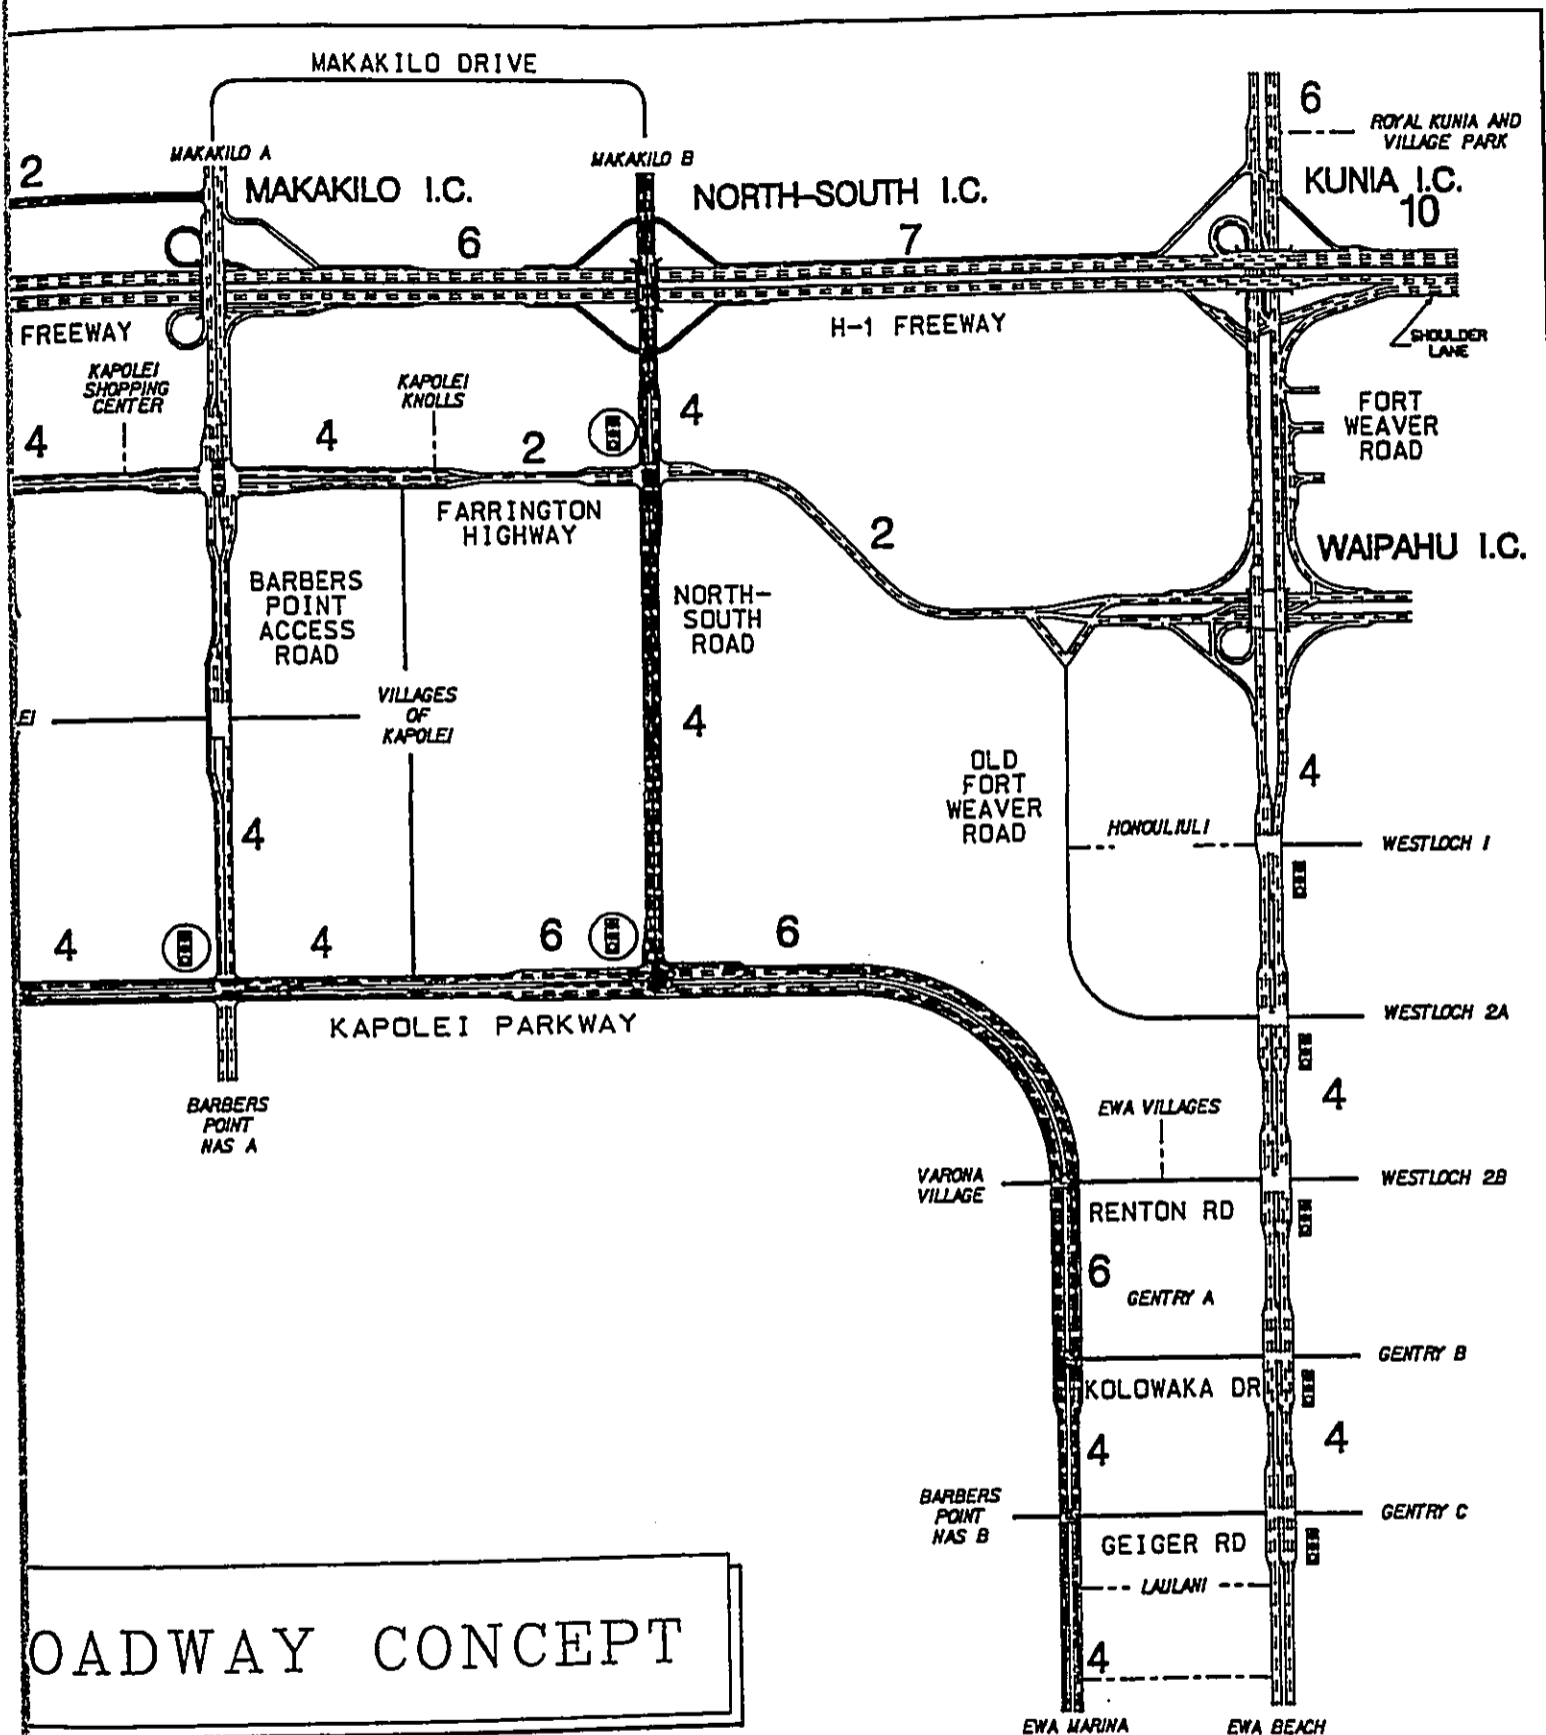 MAKAKILO DRIVE
6
ROYAL KUNIA AND
VILLAGE PARK
MAKAKILO A
MAKAKILO B
2
MAKAKILO I.C.
NORTH-SOUTH I.C.
KUNIA I.C.
10
6
7
FREEWAY
H-1 FREEWAY
SHOULDER
LANE
KAPOLEI
SHOPPING
CENTER
KAPOLEI
KNOLLS
4
4
4
2
FORT
WEAVER
ROAD
FARRINGTON
HIGHWAY
2
WAIPAHU I.C.
BARBERS
POINT
ACCESS
ROAD
NORTH-
SOUTH
ROAD
EI
VILLAGES
OF
KAPOLEI
4
OLD
FORT
WEAVER
ROAD
4
4
HONOULIULI
WESTLOCH 1
4
4
6
6
WESTLOCH 2A
KAPOLEI PARKWAY
BARBERS
POINT
NAS A
EWA VILLAGES
4
VARONA
VILLAGE
WESTLOCH 2B
RENTON RD
6
GENTRY A
GENTRY B
KOLOWAKA DR
4
4
BARBERS
POINT
NAS B
GENTRY C
GEIGER RD
LAULANI
OADWAY CONCEPT
4
EWA MARINA
EWA BEACH